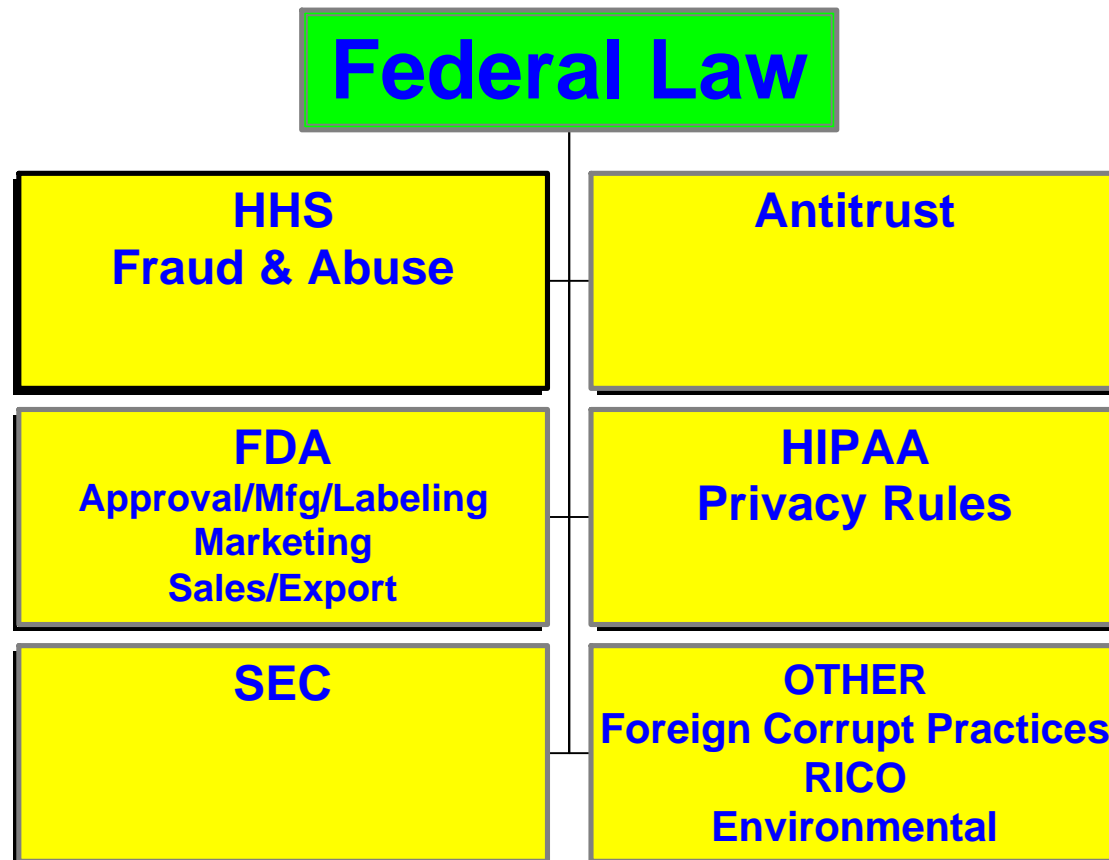 Federal Law
HHS
Fraud & Abuse
Antitrust
FDA
Approval/Mfg/Labeling
Marketing
Sales/Export
HIPAA
Privacy Rules
SEC
OTHER
Foreign Corrupt Practices
RICO
Environmental